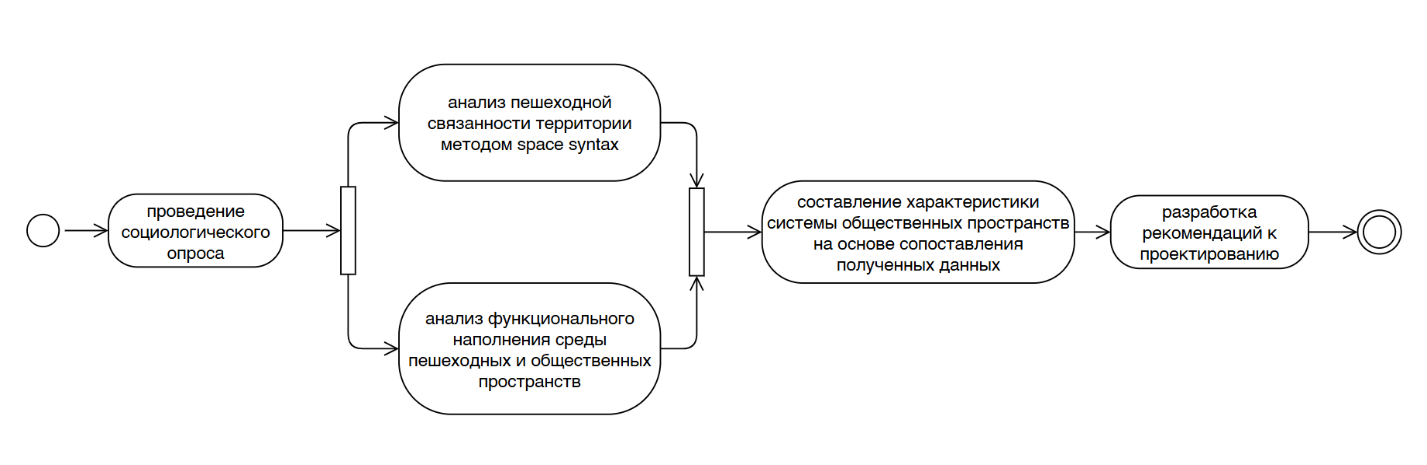 проведение
социологического
опроса
анализ пешеходной
связанности территории
методом space syntax
анализ функционального
наполнения среды
пешеходных и общественных
пространств
составление характеристики
системы общественных пространств
на основе сопоставления
полученных данных
разработка
рекомендаций к
проектированию